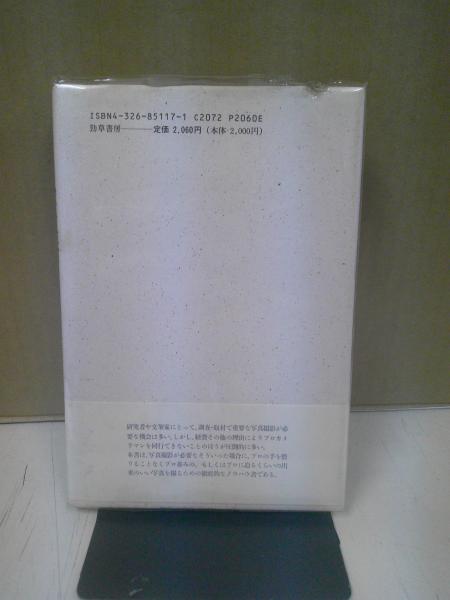 ISBN4-326-85117-1 C2072 P2060E
勁草書房———定価 2,060円（本体・2,000円）
研究者や文筆家にとって、調査・取材で重要な写真撮影が必
要な機会は多い。しかし、経費その他の理由によりプロカメ
ラマンを同行できないことのほうが圧倒的に多い。
本書は、写真撮影が必要なそういった場合に、プロの手を借
りることなくプロ並みの、もしくはプロに迫るくらいの出
来のいい写真を撮るための徹底的なノウハウ書である。